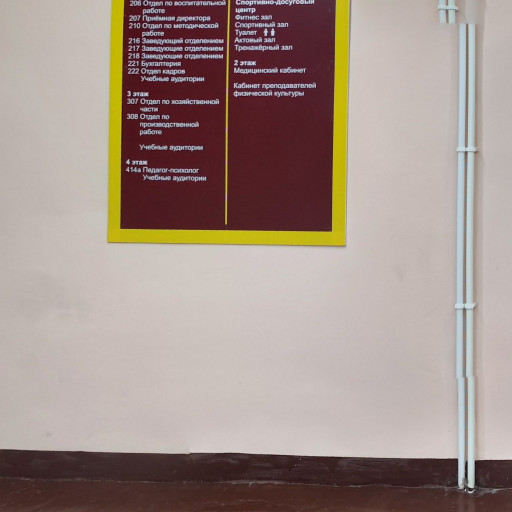 206 Отдел по воспитательной
работе
207 Приёмная директора
210 Отдел по методической
работе
216 Заведующий отделением
217 Заведующий отделением
218 Заведующий отделением
221 Бухгалтерия
222 Отдел кадров
Учебные аудитории
3 этаж
307 Отдел по хозяйственной
части
308 Отдел по
производственной
работе
Учебные аудитории
4 этаж
414а Педагог-психолог
Учебные аудитории
Спортивно-досуговый
центр
Фитнес зал
Спортивный зал
Туалет
Актовый зал
Тренажёрный зал
2 этаж
Медицинский кабинет
Кабинет преподавателей
физической культуры